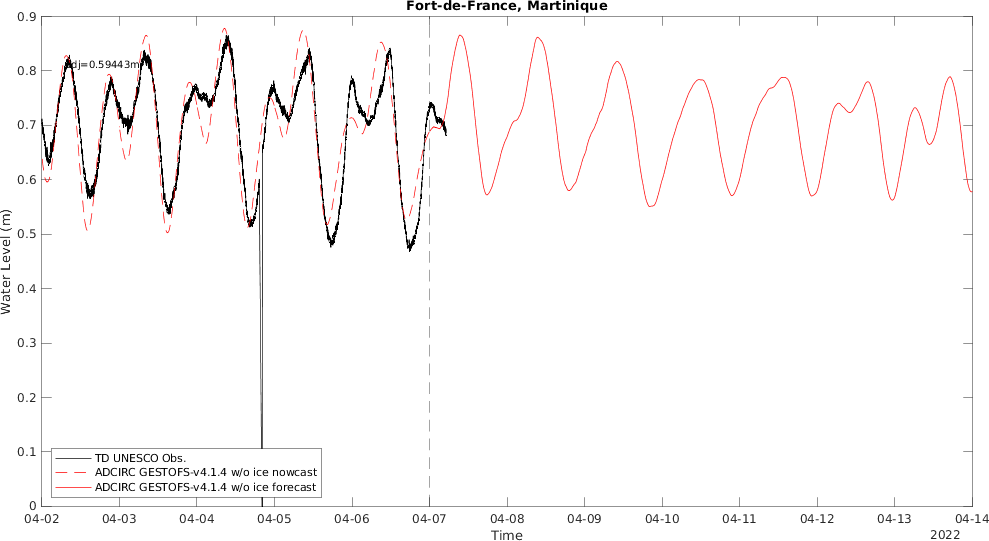 Fort-de-France, Martinique
0.9
0.8
0.7
0.6
0.5
0.4
0.3
0.2
0.1
0
Water Level (m)
dj=0.59443m
TD UNESCO Obs.
ADCIRC GESTOFS-v4.1.4 w/o ice nowcast
ADCIRC GESTOFS-v4.1.4 w/o ice forecast
04-02 04-03 04-04 04-05 04-06 04-07 04-08 04-09 04-10 04-11 04-12 04-13 04-14
Time
2022